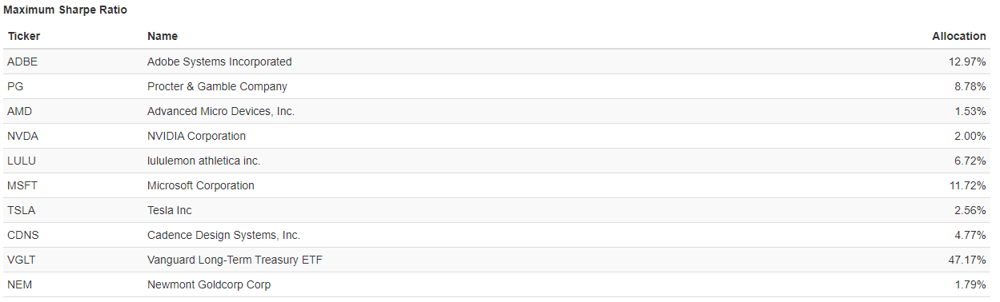 Maximum Sharpe Ratio
Ticker Name Allocation
ADBE Adobe Systems Incorporated 12.97%
PG Procter & Gamble Company 8.78%
AMD Advanced Micro Devices, Inc. 1.53%
NVDA NVIDIA Corporation 2.00%
LULU lululemon athletica inc. 6.72%
MSFT Microsoft Corporation 11.72%
TSLA Tesla Inc 2.56%
CDNS Cadence Design Systems, Inc. 4.77%
VGLT Vanguard Long-Term Treasury ETF 47.17%
NEM Newmont Goldcorp Corp 1.79%